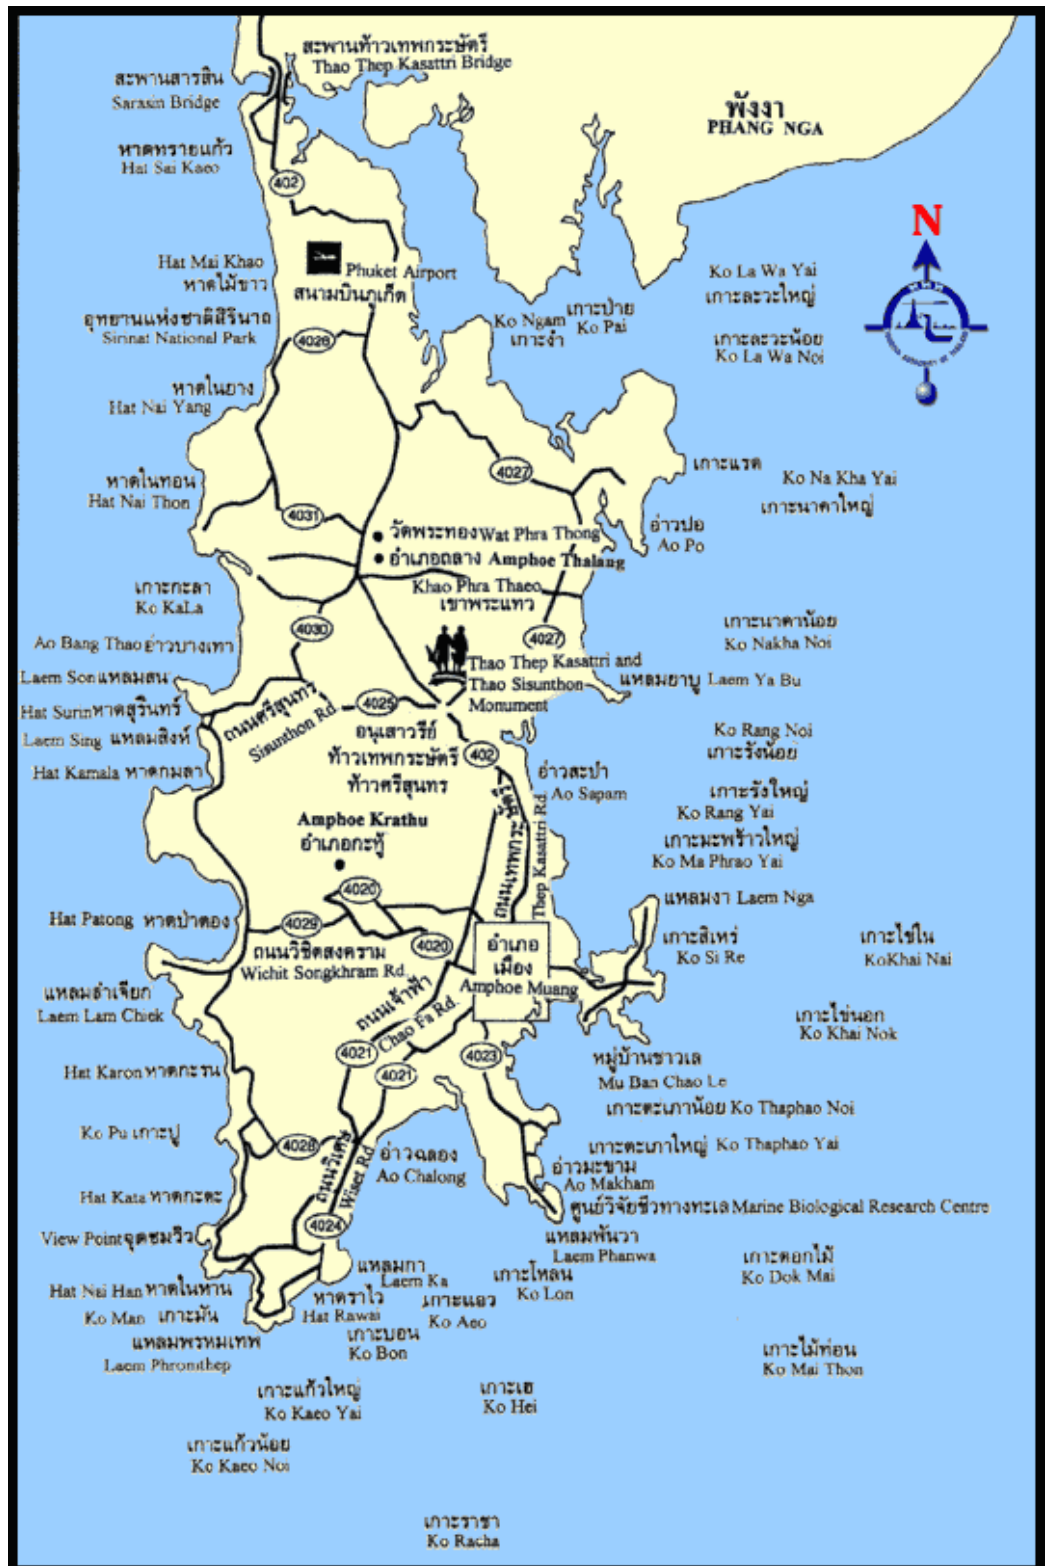 สะพานท้าวเทพกระษัตรี
Thao Thep Kasattri Bridge
สะพานสารสิน
Sarasin Bridge
พังงา
PHANG NGA
หาดทรายแก้ว
Hat Sai Kaeo
402
N
Hat Mai Khao
หาดไม้ขาว
Phuket Airport
สนามบินภูเก็ต
Ko La Wa Yai
เกาะละวะใหญ่
อุทยานแห่งชาติสิรินาถ
Sirinat National Park
4026
Ko Ngam
เกาะงำ
เกาะป่าย
Ko Pai
เกาะละวะน้อย
Ko La Wa Noi
หาดในยาง
Hat Nai Yang
4027
เกาะแรด
Ko Na Kha Yai
เกาะนาคาใหญ่
หาดในทอน
Hat Nai Thon
4031
วัดพระทอง Wat Phra Thong
อำเภอถลาง Amphoe Thalang
อ่าวปอ
Ao Po
Khao Phra Thaeo
เขาพระแทว
เกาะกะลา
Ko KaLa
4030
4027
เกาะนาคาน้อย
Ko Nakha Noi
Ao Bang Thao อ่าวบางเทา
Thao Thep Kasattri and
Thao Sisunthon
Monument
Laem Son แหลมสน
แหลมยาบู Laem Ya Bu
Hat Surin หาดสุรินทร์
ถนนศรีสุนทร
Sisunthon Rd.
4025
อนุเสาวรีย์
ท้าวเทพกระษัตรี
ท้าวศรีสุนทร
Laem Sing แหลมสิงห์
402
Ko Rang Noi
เกาะรังน้อย
Hat Kamala หาดกมลา
อ่าวสะปำ
Ao Sapam
เกาะรังใหญ่
Ko Rang Yai
ถนนเทพกระษัตรี
Thep Kasattri Rd.
Amphoe Krathu
อำเภอกะทู้
เกาะมะพร้าวใหญ่
Ko Ma Phrao Yai
4020
แหลมงา Laem Nga
Hat Patong หาดป่าตอง
4029
4020
ถนนวิชิตสงคราม
Wichit Songkhram Rd.
อำเภอ
เมือง
Amphoe Muang
เกาะสิเหร่
Ko Si Re
เกาะไข่ใน
KoKhai Nai
แหลมลำเจียก
Laem Lam Chiek
ถนนเจ้าฟ้า
Chao Fa Rd.
เกาะไข่นอก
Ko Khai Nok
4021
4021
4023
หมู่บ้านชาวเล
Mu Ban Chao Le
Hat Karon หาดกะรน
เกาะตะเภาน้อย Ko Thaphao Noi
Ko Pu เกาะปู
4028
ถนนวิเศษ
Wiset Rd
อ่าวฉลอง
Ao Chalong
เกาะตะเภาใหญ่ Ko Thaphao Yai
อ่าวมะขาม
Ao Makham
Hat Kata หาดกะตะ
ศูนย์วิจัยชีวทางทะเล Marine Biological Research Centre
4024
View Point จุดชมวิว
แหลมพันวา
Laem Phanwa
แหลมกา
Laem Ka
เกาะโหลน
Ko Lon
เกาะดอกไม้
Ko Dok Mai
Hat Nai Han หาดในหาน
หาดราไว
Hat Rawai
เกาะแอว
Ko Aeo
Ko Man เกาะมัน
แหลมพรหมเทพ
Laem Phromthep
เกาะบอน
Ko Bon
เกาะไม้ท่อน
Ko Mai Thon
เกาะแก้วใหญ่
Ko Kaeo Yai
เกาะเฮ
Ko Hei
เกาะแก้วน้อย
Ko Kaeo Noi
เกาะราชา
Ko Racha